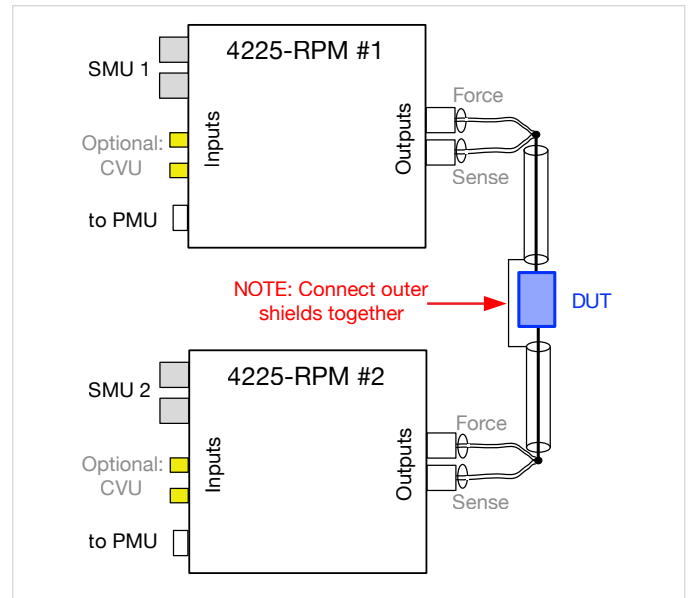 4225-RPM #1
SMU 1
Inputs
Outputs
Force
Sense
Optional:
CVU
to PMU
NOTE: Connect outer
shields together
DUT
4225-RPM #2
SMU 2
Inputs
Outputs
Force
Sense
Optional:
CVU
to PMU